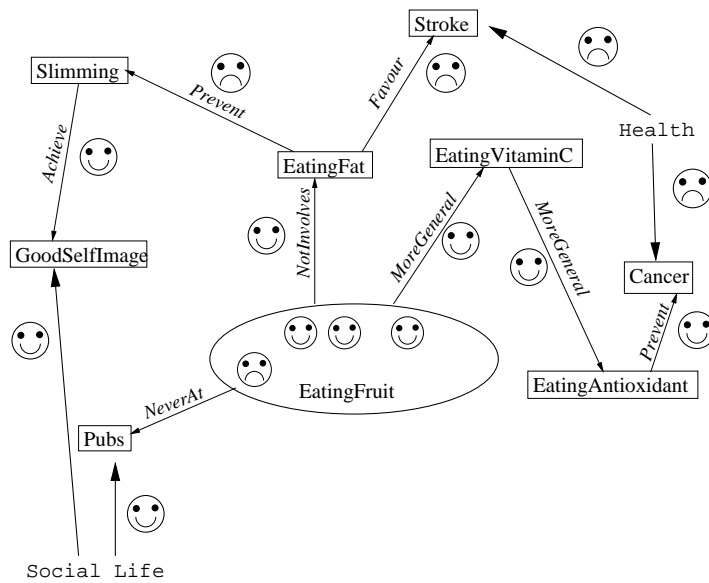 Stroke
Slimming
Prevent
Favour
Health
Achieve
EatingFat
EatingVitaminC
NotInvolves
MoreGeneral
MoreGeneral
GoodSelfImage
Cancer
Prevent
EatingFruit
EatingAntioxidant
NeverAt
Pubs
Social Life